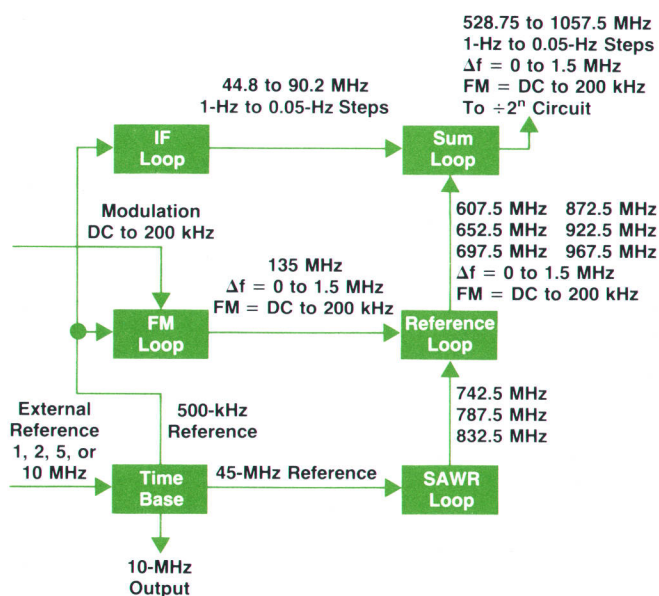 528.75 to 1057.5 MHz
1-Hz to 0.05-Hz Steps
Δf = 0 to 1.5 MHz
FM = DC to 200 kHz
To ÷2ⁿ Circuit
44.8 to 90.2 MHz
1-Hz to 0.05-Hz Steps
IF
Loop
Sum
Loop
Modulation
DC to 200 kHz
607.5 MHz 872.5 MHz
652.5 MHz 922.5 MHz
697.5 MHz 967.5 MHz
Δf = 0 to 1.5 MHz
FM = DC to 200 kHz
135 MHz
Δf = 0 to 1.5 MHz
FM = DC to 200 kHz
FM
Loop
Reference
Loop
742.5 MHz
787.5 MHz
832.5 MHz
External
Reference
1, 2, 5, or
10 MHz
500-kHz
Reference
Time
Base
45-MHz Reference
SAWR
Loop
10-MHz
Output